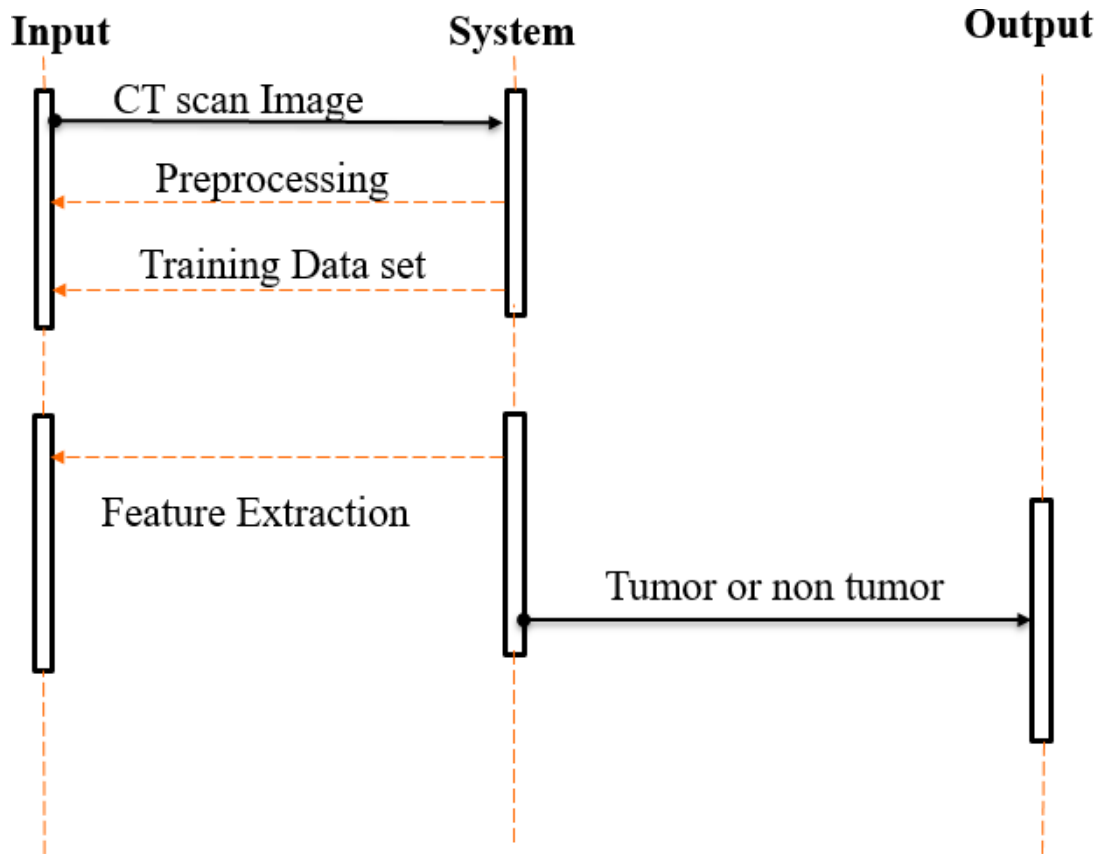 Input
System
Output
CT scan Image
Preprocessing
Training Data set
Feature Extraction
Tumor or non tumor